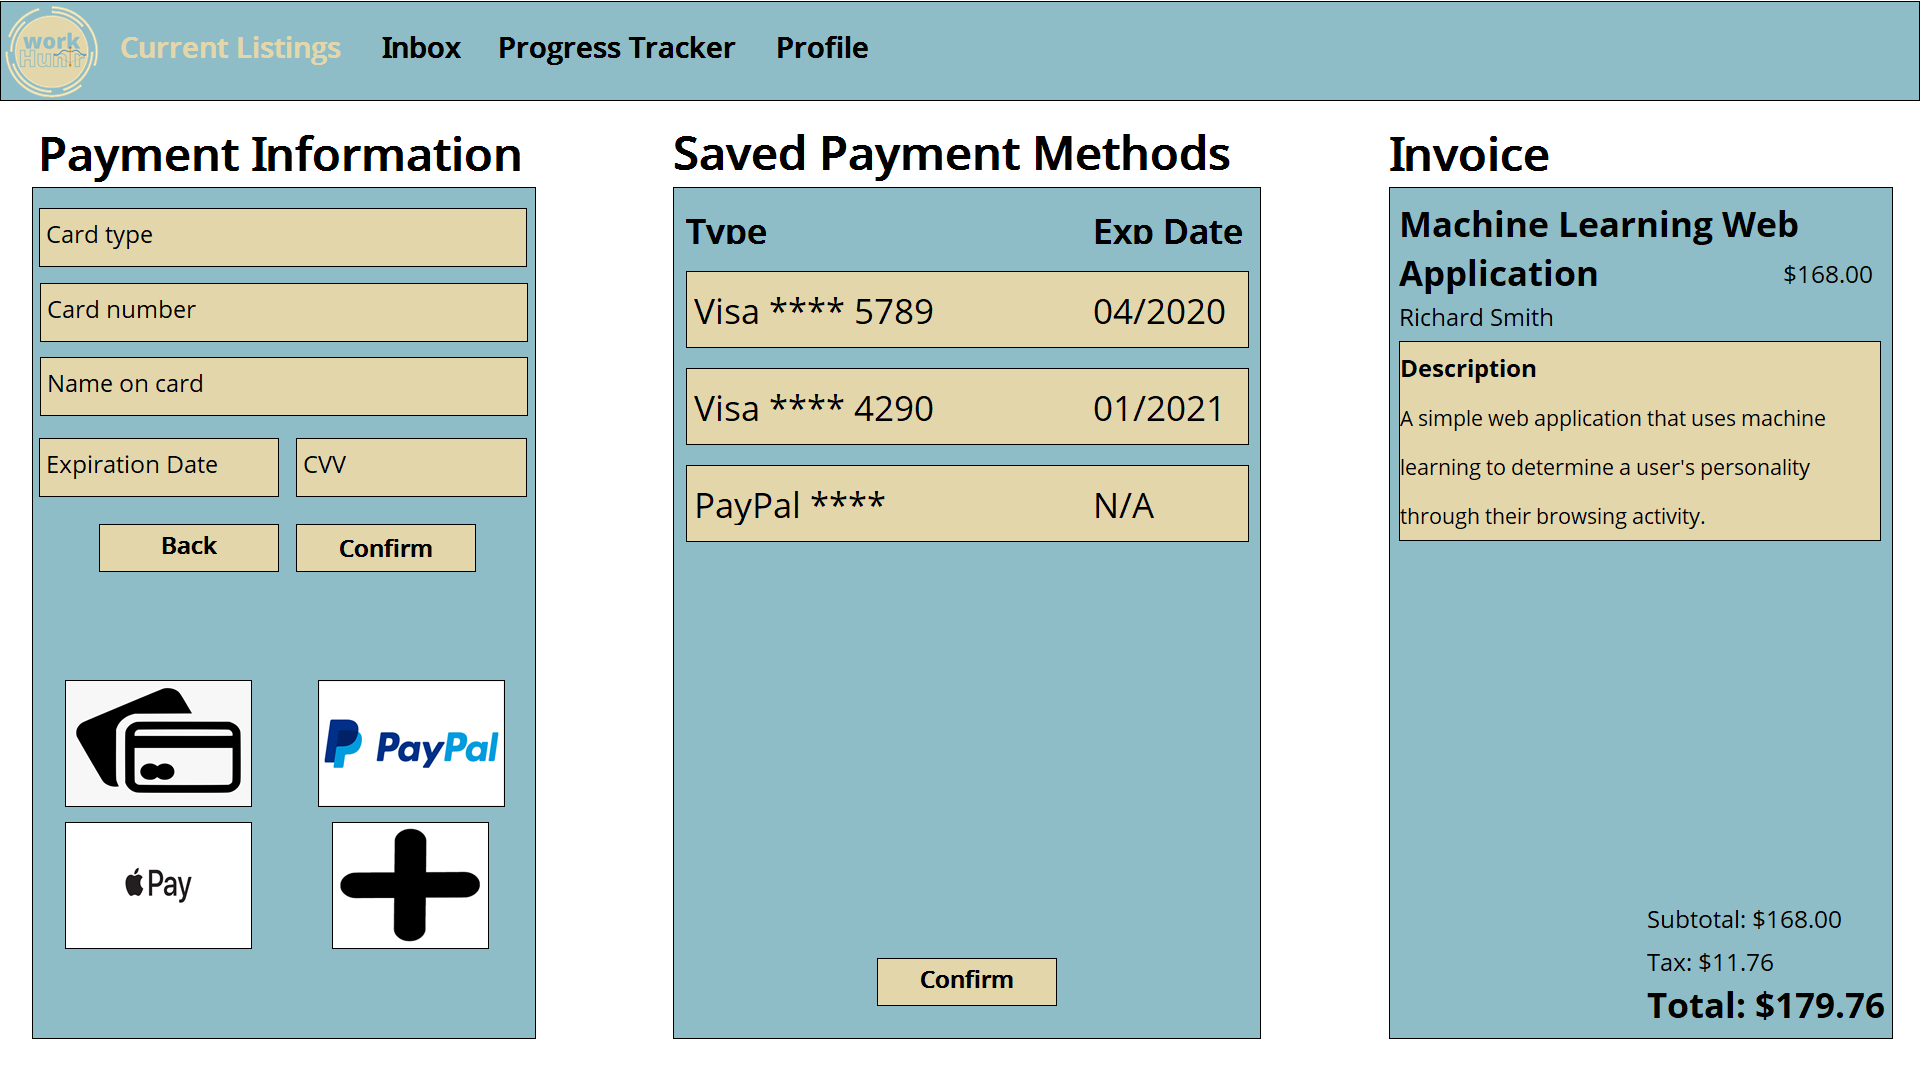 work
Huntr
Current Listings
Inbox
Progress Tracker
Profile
Payment Information
Card type
Card number
Name on card
Expiration Date
CVV
Back
Confirm
PayPal
Pay
Saved Payment Methods
Type Exp Date
Visa **** 5789 04/2020
Visa **** 4290 01/2021
PayPal **** N/A
Confirm
Invoice
Machine Learning Web
Application $168.00
Richard Smith
Description
A simple web application that uses machine
learning to determine a user's personality
through their browsing activity.
Subtotal: $168.00
Tax: $11.76
Total: $179.76